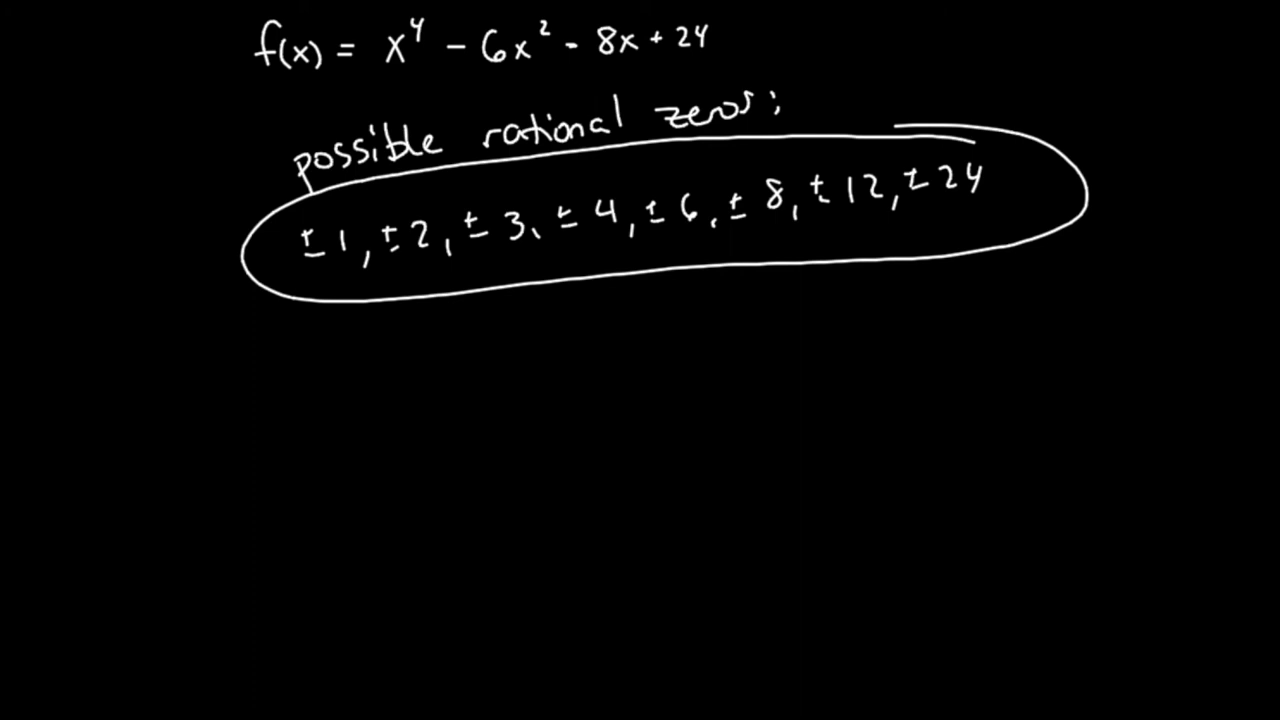 f(x) = x⁴ - 6x² - 8x + 24
possible rational zeros:
± 1, ± 2, ± 3, ± 4, ± 6, ± 8, ± 12, ± 24